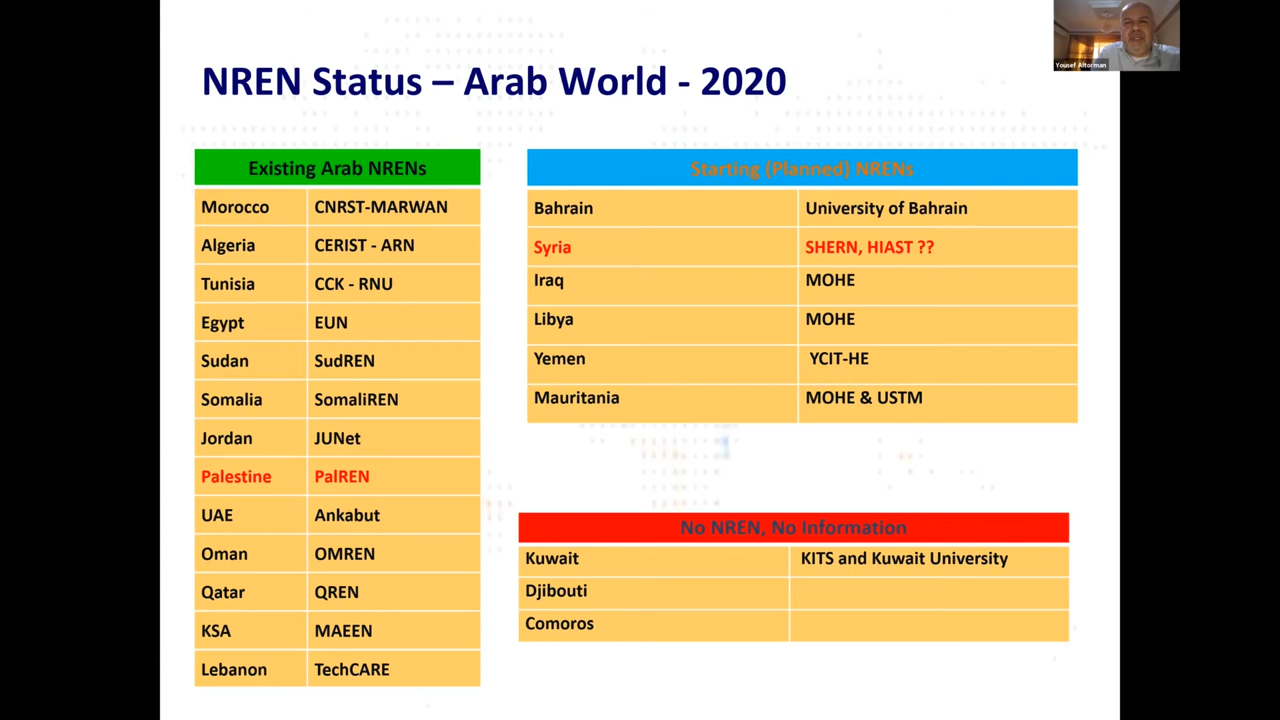 NREN Status – Arab World - 2020
Yousef Altorman
Existing Arab NRENs
Morocco CNRST-MARWAN
Algeria CERIST - ARN
Tunisia CCK - RNU
Egypt EUN
Sudan SudREN
Somalia SomaliREN
Jordan JUNet
Palestine PalREN
UAE Ankabut
Oman OMREN
Qatar QREN
KSA MAEEN
Lebanon TechCARE
Starting (Planned) NRENs
Bahrain University of Bahrain
Syria SHERN, HIAST ??
Iraq MOHE
Libya MOHE
Yemen YCIT-HE
Mauritania MOHE & USTM
No NREN, No Information
Kuwait KITS and Kuwait University
Djibouti
Comoros